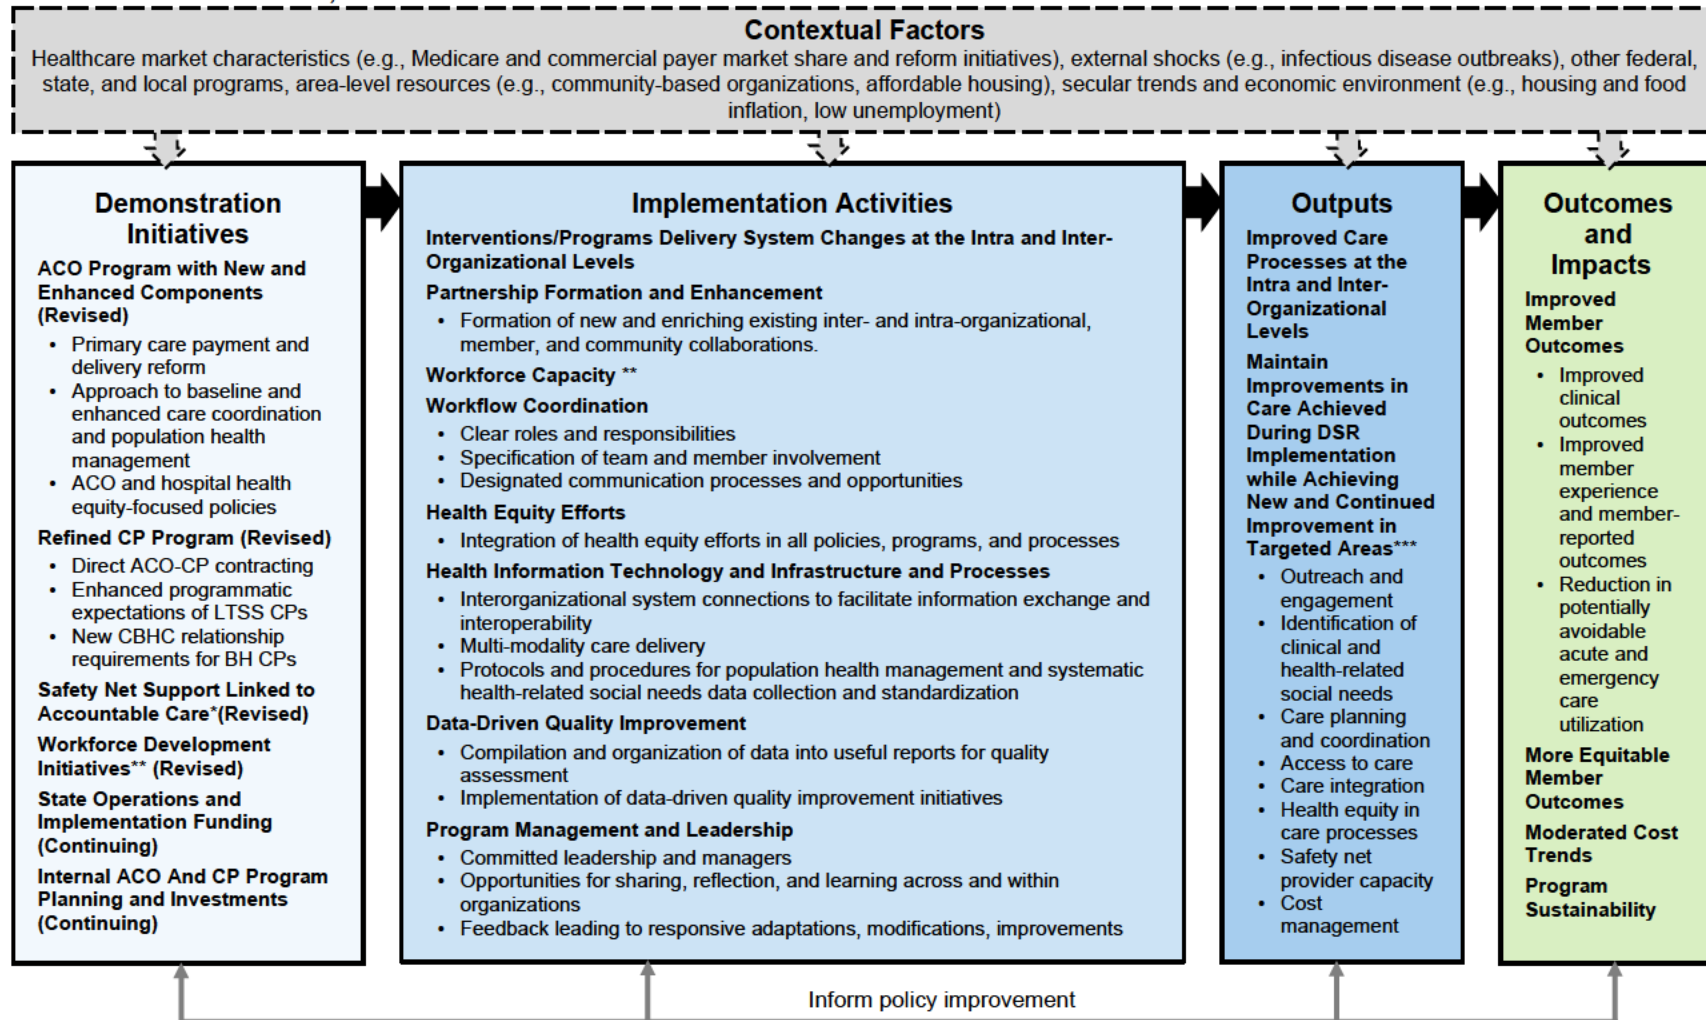 Contextual Factors
Healthcare market characteristics (e.g., Medicare and commercial payer market share and reform initiatives), external shocks (e.g., infectious disease outbreaks), other federal,
state, and local programs, area-level resources (e.g., community-based organizations, affordable housing), secular trends and economic environment (e.g., housing and food
inflation, low unemployment)
Demonstration
Initiatives
ACO Program with New and
Enhanced Components
(Revised)
• Primary care payment and
delivery reform
• Approach to baseline and
enhanced care coordination
and population health
management
• ACO and hospital health
equity-focused policies
Refined CP Program (Revised)
• Direct ACO-CP contracting
• Enhanced programmatic
expectations of LTSS CPs
• New CBHC relationship
requirements for BH CPs
Safety Net Support Linked to
Accountable Care*(Revised)
Workforce Development
Initiatives** (Revised)
State Operations and
Implementation Funding
(Continuing)
Internal ACO And CP Program
Planning and Investments
(Continuing)
Implementation Activities
Interventions/Programs Delivery System Changes at the Intra and Inter-
Organizational Levels
Partnership Formation and Enhancement
• Formation of new and enriching existing inter- and intra-organizational,
member, and community collaborations.
Workforce Capacity **
Workflow Coordination
• Clear roles and responsibilities
• Specification of team and member involvement
• Designated communication processes and opportunities
Health Equity Efforts
• Integration of health equity efforts in all policies, programs, and processes
Health Information Technology and Infrastructure and Processes
• Interorganizational system connections to facilitate information exchange and
interoperability
• Multi-modality care delivery
• Protocols and procedures for population health management and systematic
health-related social needs data collection and standardization
Data-Driven Quality Improvement
• Compilation and organization of data into useful reports for quality
assessment
• Implementation of data-driven quality improvement initiatives
Program Management and Leadership
• Committed leadership and managers
• Opportunities for sharing, reflection, and learning across and within
organizations
• Feedback leading to responsive adaptations, modifications, improvements
Outputs
Improved Care
Processes at the
Intra and Inter-
Organizational
Levels
Maintain
Improvements in
Care Achieved
During DSR
Implementation
while Achieving
New and Continued
Improvement in
Targeted Areas***
• Outreach and
engagement
• Identification of
clinical and
health-related
social needs
• Care planning
and coordination
• Access to care
• Care integration
• Health equity in
care processes
• Safety net
provider capacity
• Cost
management
Outcomes
and
Impacts
Improved
Member
Outcomes
• Improved
clinical
outcomes
• Improved
member
experience
and member-
reported
outcomes
• Reduction in
potentially
avoidable
acute and
emergency
care
utilization
More Equitable
Member
Outcomes
Moderated Cost
Trends
Program
Sustainability
Inform policy improvement